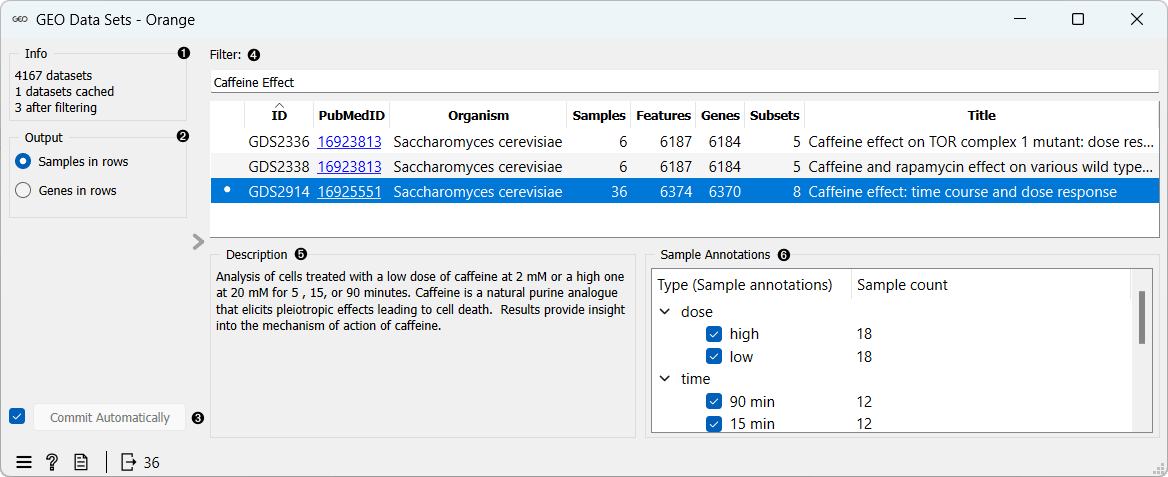 GEO Data Sets - Orange
Info 1
4167 datasets
1 datasets cached
3 after filtering
Output 2
Samples in rows
Genes in rows
Commit Automatically 3
36
Filter: 4
Caffeine Effect
ID PubMedID Organism Samples Features Genes Subsets Title
GDS2336 16923813 Saccharomyces cerevisiae 6 6187 6184 5 Caffeine effect on TOR complex 1 mutant: dose res...
GDS2338 16923813 Saccharomyces cerevisiae 6 6187 6184 5 Caffeine and rapamycin effect on various wild type...
GDS2914 16925551 Saccharomyces cerevisiae 36 6374 6370 8 Caffeine effect: time course and dose response
Description 5
Analysis of cells treated with a low dose of caffeine at 2 mM or a high one
at 20 mM for 5 , 15, or 90 minutes. Caffeine is a natural purine analogue
that elicits pleiotropic effects leading to cell death. Results provide insight
into the mechanism of action of caffeine.
Sample Annotations 6
Type (Sample annotations) Sample count
dose
high 18
low 18
time
90 min 12
15 min 12